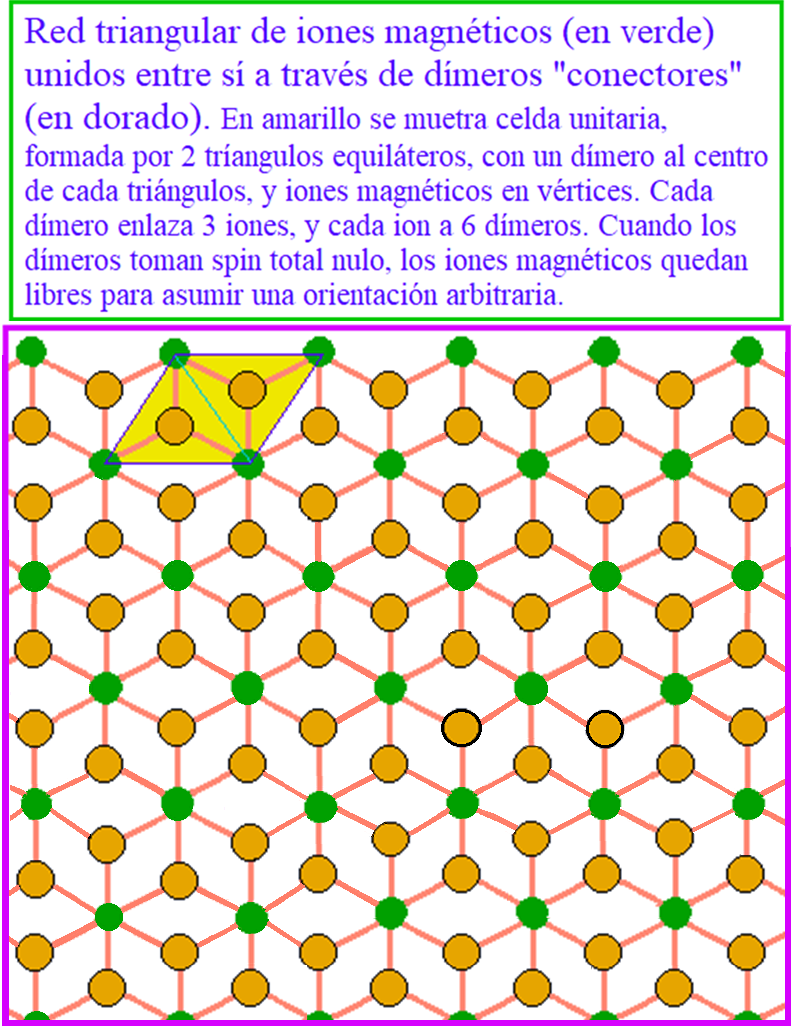 Red triangular de iones magnéticos (en verde)
unidos entre sí a través de dímeros "conectores"
(en dorado). En amarillo se muetra celda unitaria,
formada por 2 tríangulos equiláteros, con un dímero al centro
de cada triángulos, y iones magnéticos en vértices. Cada
dímero enlaza 3 iones, y cada ion a 6 dímeros. Cuando los
dímeros toman spin total nulo, los iones magnéticos quedan
libres para asumir una orientación arbitraria.